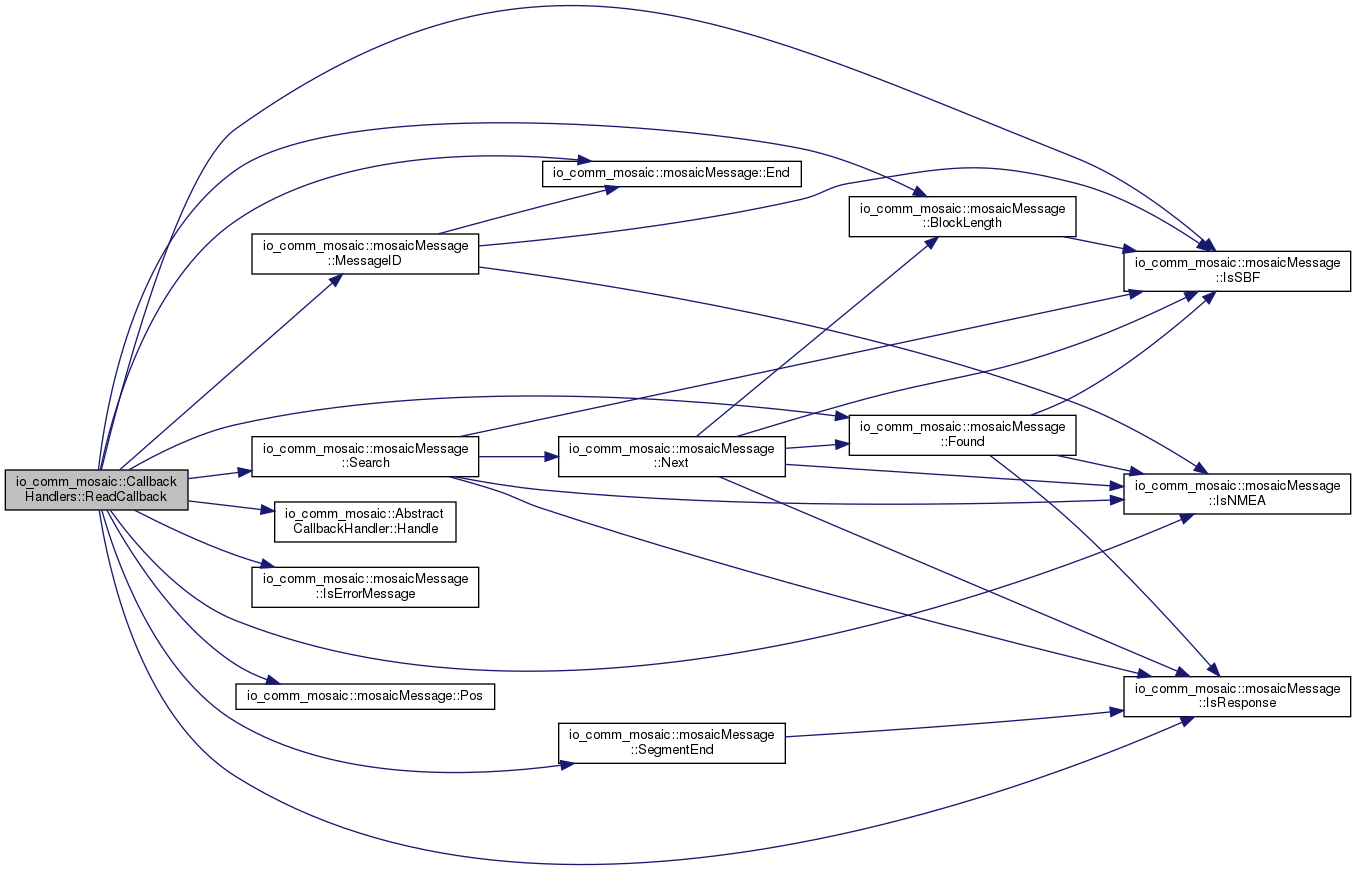 io_comm_mosaic::Callback
Handlers::ReadCallback
io_comm_mosaic::mosaicMessage
::MessageID
io_comm_mosaic::mosaicMessage
::Search
io_comm_mosaic::Abstract
CallbackHandler::Handle
io_comm_mosaic::mosaicMessage
::IsErrorMessage
io_comm_mosaic::mosaicMessage::Pos
io_comm_mosaic::mosaicMessage::End
io_comm_mosaic::mosaicMessage
::Next
io_comm_mosaic::mosaicMessage
::SegmentEnd
io_comm_mosaic::mosaicMessage
::BlockLength
io_comm_mosaic::mosaicMessage
::Found
io_comm_mosaic::mosaicMessage
::IsSBF
io_comm_mosaic::mosaicMessage
::IsNMEA
io_comm_mosaic::mosaicMessage
::IsResponse